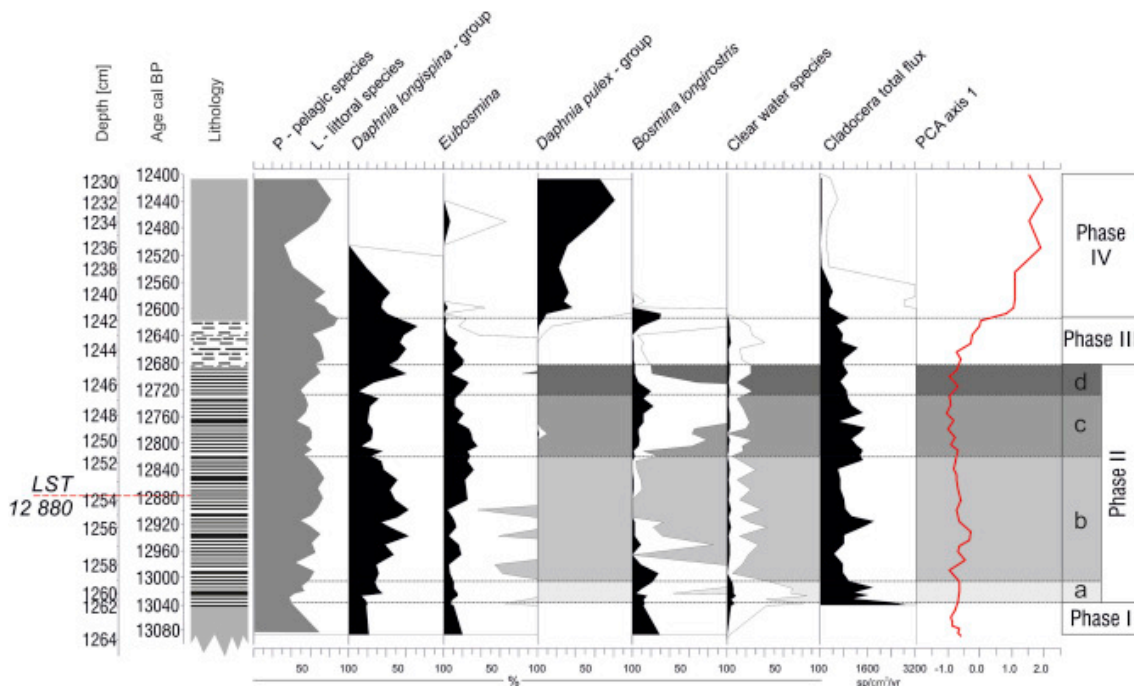 Depth [cm]
Age cal BP
Lithology
P - pelagic species
L - littoral species
Daphnia longispina - group
Eubosmina
Daphnia pulex - group
Bosmina longirostris
Clear water species
Cladocera total flux
PCA axis 1
1230
1232
1234
1236
1238
1240
1242
1244
1246
1248
1250
1252
1254
1256
1258
1260
1262
1264
12400
12440
12480
12520
12560
12600
12640
12680
12720
12760
12800
12840
12880
12920
12960
13000
13040
13080
LST
12 880
Phase
IV
Phase III
d
c
b
a
Phase II
Phase I
50 100 50 100 50 100 50 100 50 100 50 100 1600 3200 -1.0 0.0 1.0 2.0
%
sp/cm²/yr